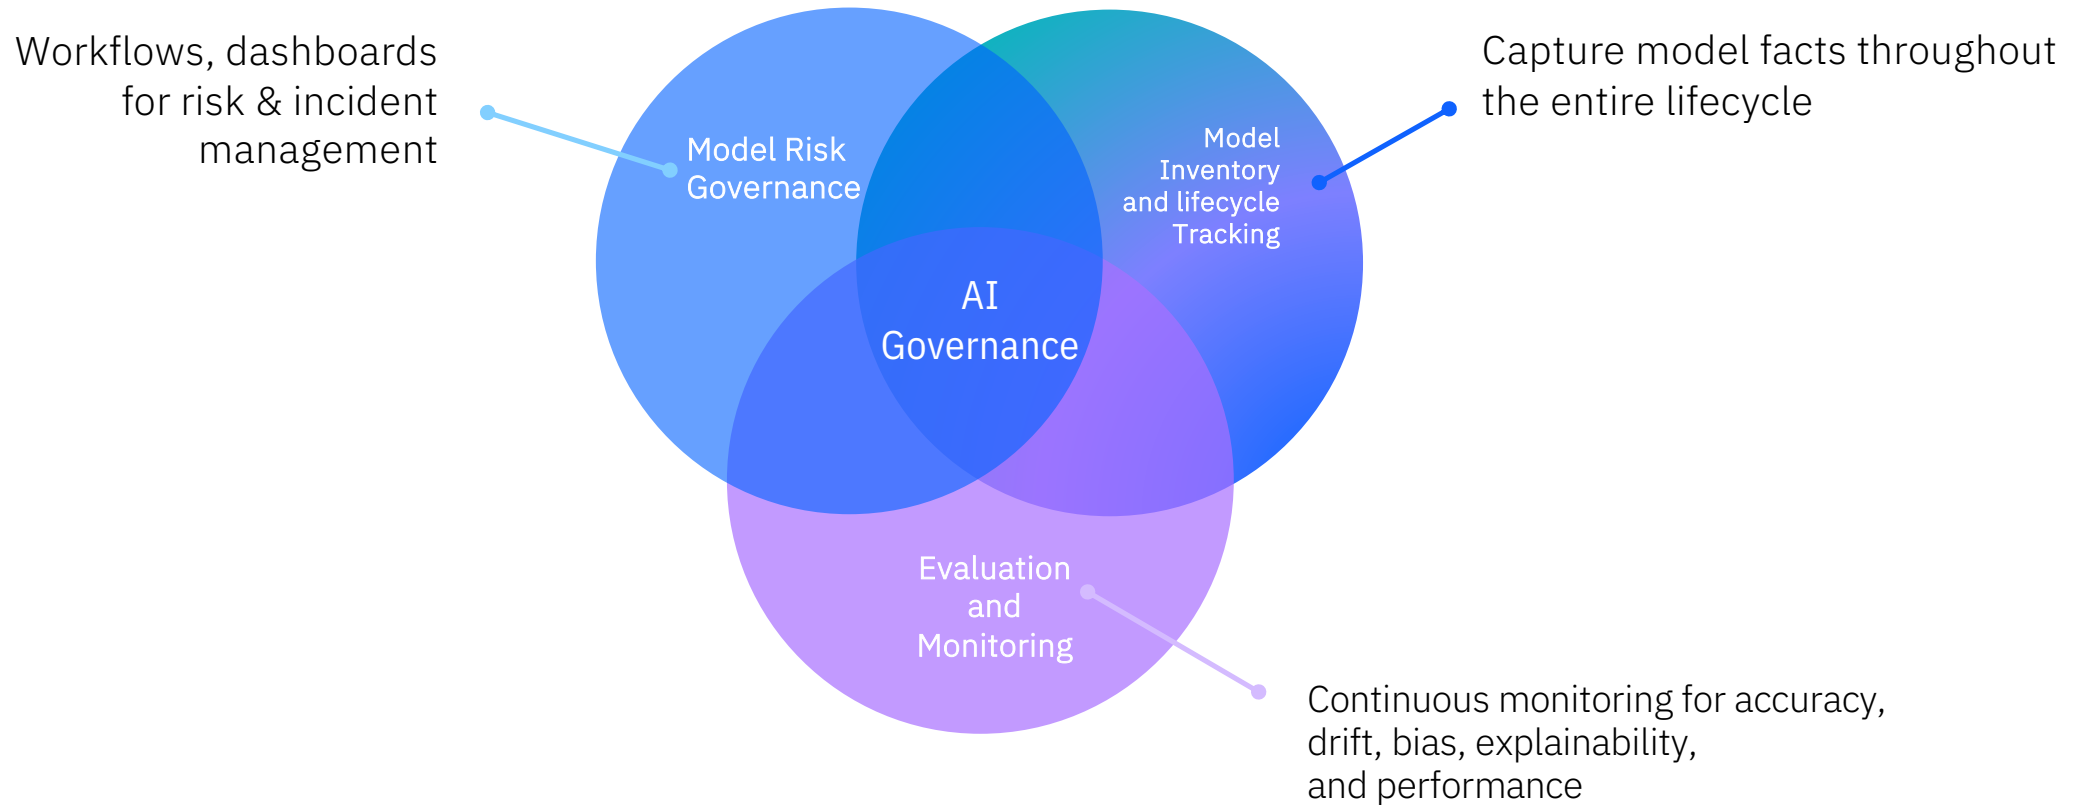 Workflows, dashboards
for risk & incident
management
Model Risk
Governance
Model
Inventory
and lifecycle
Tracking
Capture model facts throughout
the entire lifecycle
AI
Governance
Evaluation
and
Monitoring
Continuous monitoring for accuracy,
drift, bias, explainability,
and performance